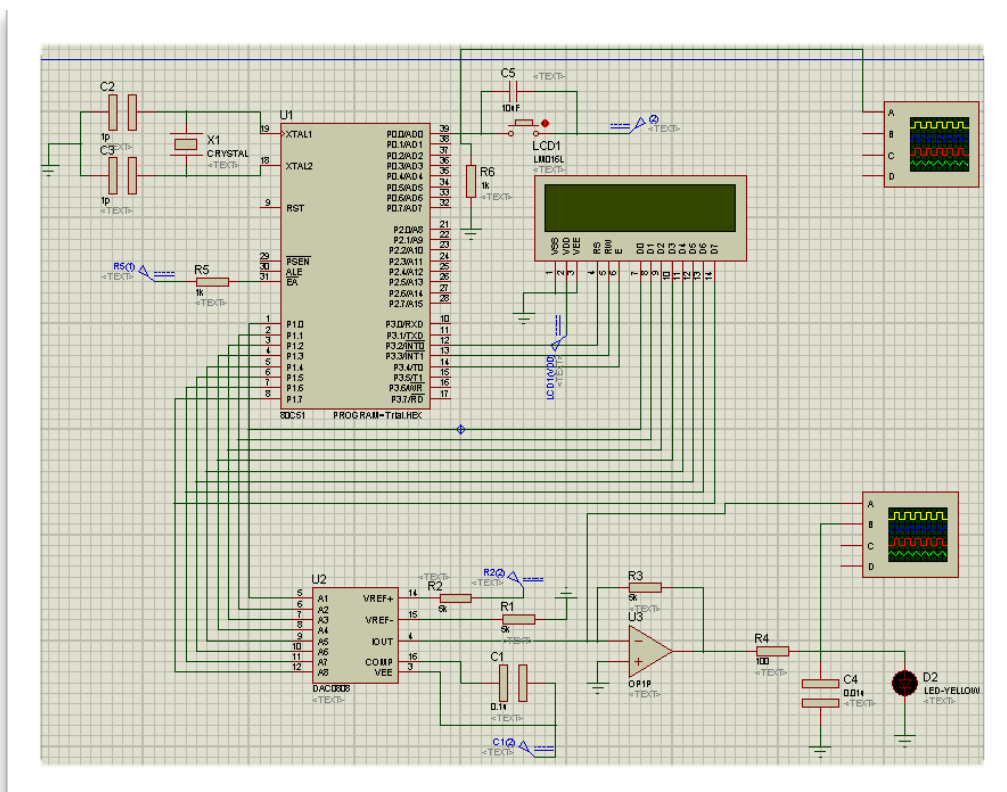 C2
1p
<TEXT>
C3
1p
<TEXT>
X1
CRYSTAL
<TEXT>
U1
19
XTAL1
18
XTAL2
9
RST
29
PSEN
30
ALE
31
EA
R5(1)
<TEXT>
R5
1k
<TEXT>
1
P1.0
2
P1.1
3
P1.2
4
P1.3
5
P1.4
6
P1.5
7
P1.6
8
P1.7
P0.0/AD0
39
P0.1/AD1
38
P0.2/AD2
37
P0.3/AD3
36
P0.4/AD4
35
P0.5/AD5
34
P0.6/AD6
33
P0.7/AD7
32
P2.0/A8
21
P2.1/A9
22
P2.2/A10
23
P2.3/A11
24
P2.4/A12
25
P2.5/A13
26
P2.6/A14
27
P2.7/A15
28
P3.0/RXD
10
P3.1/TXD
11
P3.2/INT0
12
P3.3/INT1
13
P3.4/T0
14
P3.5/T1
15
P3.6/WR
16
P3.7/RD
17
80C51
PROGRAM=Trial.HEX
C5
<TEXT>
(2)
<TEXT>
LCD1
LM016L
<TEXT>
R6
1k
<TEXT>
VSS
VDD
VEE
RS
RW
E
D0
D1
D2
D3
D4
D5
D6
D7
1
2
3
4
5
6
7
8
9
10
11
12
13
14
LCD1(VDD)
<TEXT>
A
B
C
D
A
B
C
D
U2
5
A1
6
A2
7
A3
8
A4
9
A5
10
A6
11
A7
12
A8
VREF+
14
VREF-
15
IOUT
4
COMP
16
VEE
3
DAC0808
<TEXT>
<TEXT>
R2
5k
R2(2)
<TEXT>
R1
5k
<TEXT>
C1
<TEXT>
C1(2)
<TEXT>
R3
5k
<TEXT>
U3
OP1P
<TEXT>
R4
100
<TEXT>
C4
<TEXT>
D2
LED-YELLOW
<TEXT>